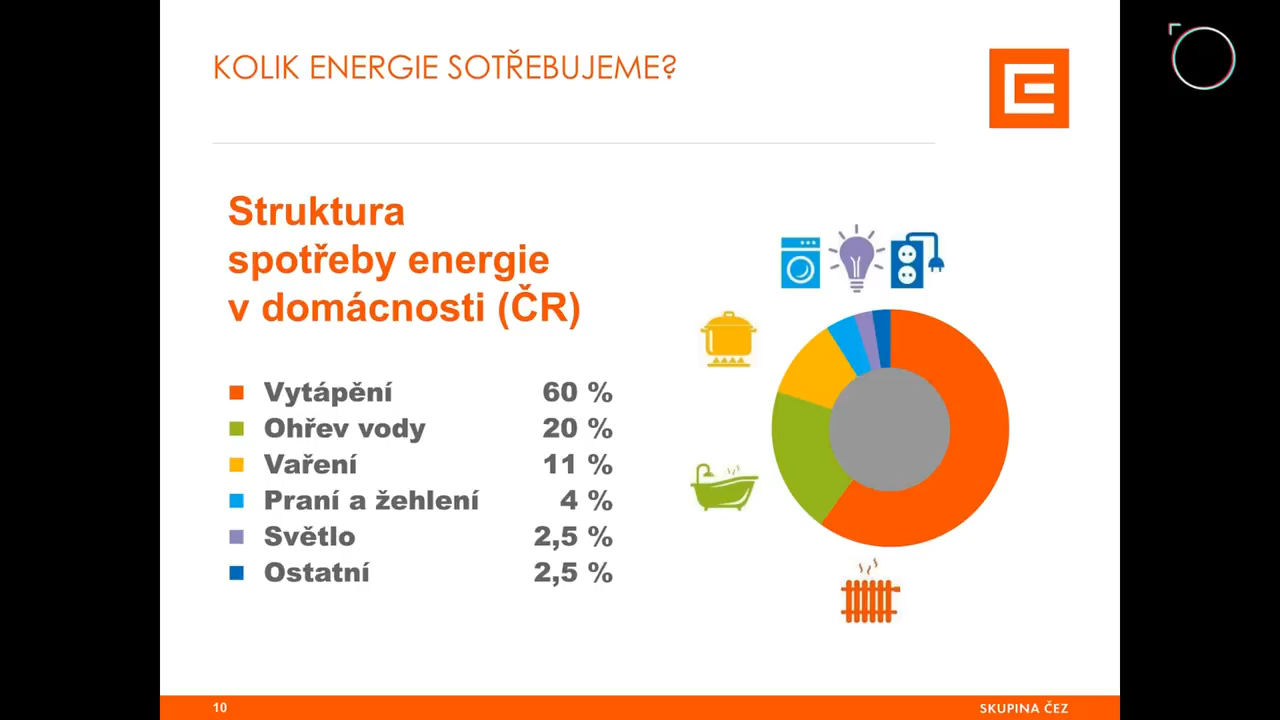 KOLIK ENERGIE SOTŘEBUJEME?
Struktura
spotřeby energie
v domácnosti (ČR)
Vytápění 60 %
Ohřev vody 20 %
Vaření 11 %
Praní a žehlení 4 %
Světlo 2,5 %
Ostatní 2,5 %
10
SKUPINA ČEZ